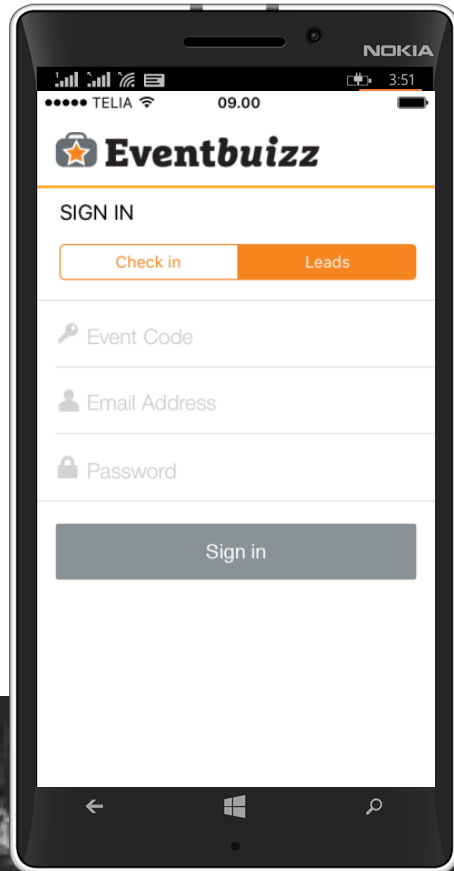 NOKIA
3:51
TELIA 09.00
Eventbuizz
SIGN IN
Check in Leads
Event Code
Email Address
Password
Sign in